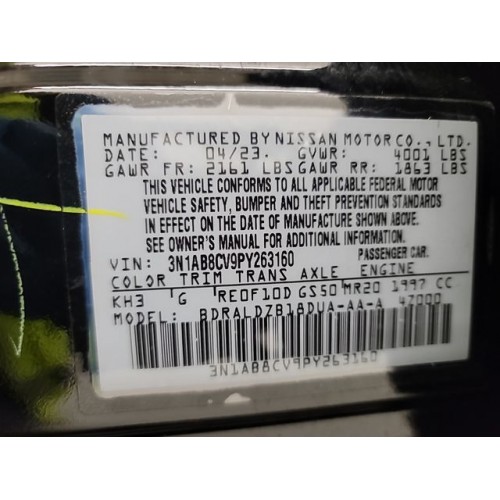 MANUFACTURED BY NISSAN MOTOR CO., LTD.
DATE: 04/23. GVWR: 4001 LBS
GAWR FR: 2161 LBS GAWR RR: 1863 LBS
THIS VEHICLE CONFORMS TO ALL APPLICABLE FEDERAL MOTOR
VEHICLE SAFETY, BUMPER AND THEFT PREVENTION STANDARDS
IN EFFECT ON THE DATE OF MANUFACTURE SHOWN ABOVE.
SEE OWNER'S MANUAL FOR ADDITIONAL INFORMATION.
VIN: 3N1AB8CV9PY263160 PASSENGER CAR.
COLOR TRIM TRANS AXLE ENGINE
KH3 G RE0F10D GS50 MR20 1997 CC
MODEL: BDRALDZB18DUA-AA-A 47000
3N1AB8CV9PY263160